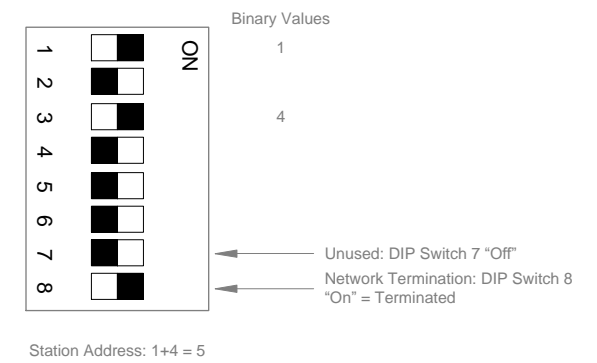 Binary Values
1 ON 1
2
3 4
4
5
6
7 Unused: DIP Switch 7 “Off”
8 Network Termination: DIP Switch 8
“On” = Terminated
Station Address: 1+4 = 5